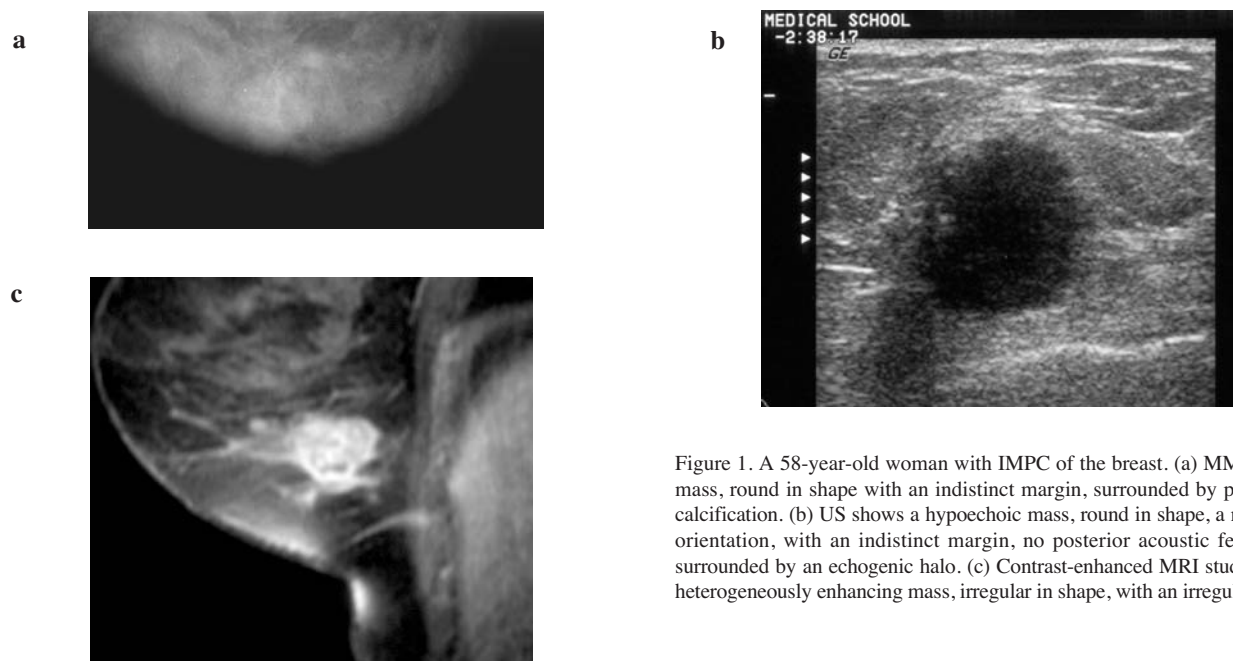 a
b
MEDICAL SCHOOL
-2:38:17
GE
c
Figure 1. A 58-year-old woman with IMPC of the breast. (a)
mass, round in shape with an indistinct margin, surrounded by
calcification. (b) US shows a hypoechoic mass, round in shape, a
orientation, with an indistinct margin, no posterior acoustic
surrounded by an echogenic halo. (c) Contrast-enhanced MRI
heterogeneously enhancing mass, irregular in shape, with an